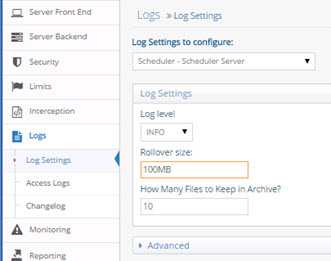 Server Front End
Server Backend
Security
Limits
Interception
Logs
Log Settings
Access Logs
Changelog
Monitoring
Reporting
Logs » Log Settings
Log Settings to configure:
Scheduler - Scheduler Server
Log Settings
Log level
INFO
Rollover size:
100MB
How Many Files to Keep in Archive?
10
Advanced